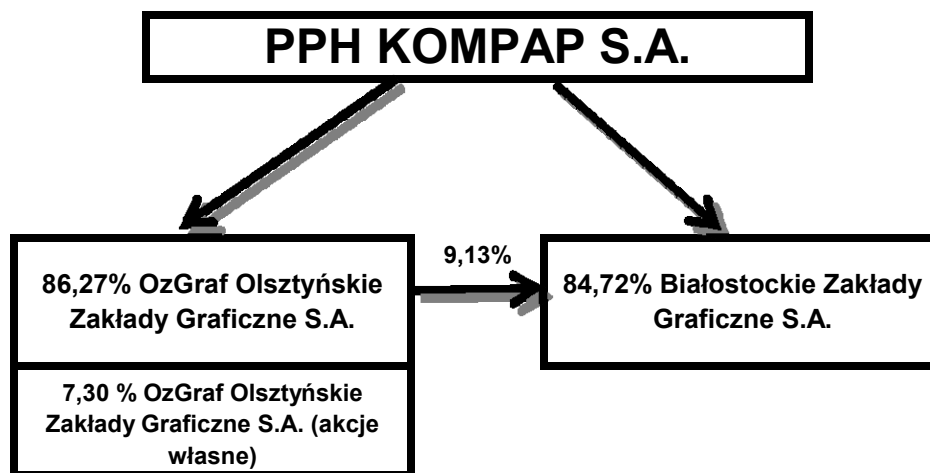 PPH KOMPAP S.A.
86,27% OzGraf Olsztyńskie
Zakłady Graficzne S.A.
9,13%
84,72% Białostockie Zakłady
Graficzne S.A.
7,30 % OzGraf Olsztyńskie
Zakłady Graficzne S.A. (akcje
własne)